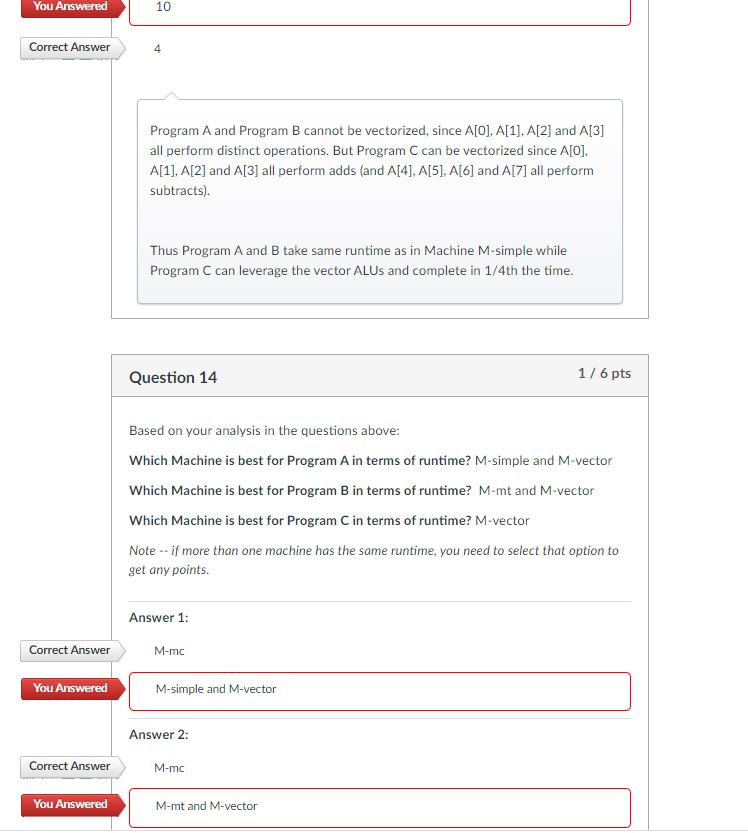 You Answered 10
Correct Answer 4
Program A and Program B cannot be vectorized, since A[0], A[1], A[2] and A[3]
all perform distinct operations. But Program C can be vectorized since A[0],
A[1], A[2] and A[3] all perform adds (and A[4], A[5], A[6] and A[7] all perform
subtracts).
Thus Program A and B take same runtime as in Machine M-simple while
Program C can leverage the vector ALUs and complete in 1/4th the time.
Question 14 1 / 6 pts
Based on your analysis in the questions above:
Which Machine is best for Program A in terms of runtime? M-simple and M-vector
Which Machine is best for Program B in terms of runtime? M-mt and M-vector
Which Machine is best for Program C in terms of runtime? M-vector
Note -- if more than one machine has the same runtime, you need to select that option to
get any points.
Answer 1:
Correct Answer M-mc
You Answered M-simple and M-vector
Answer 2:
Correct Answer M-mc
You Answered M-mt and M-vector